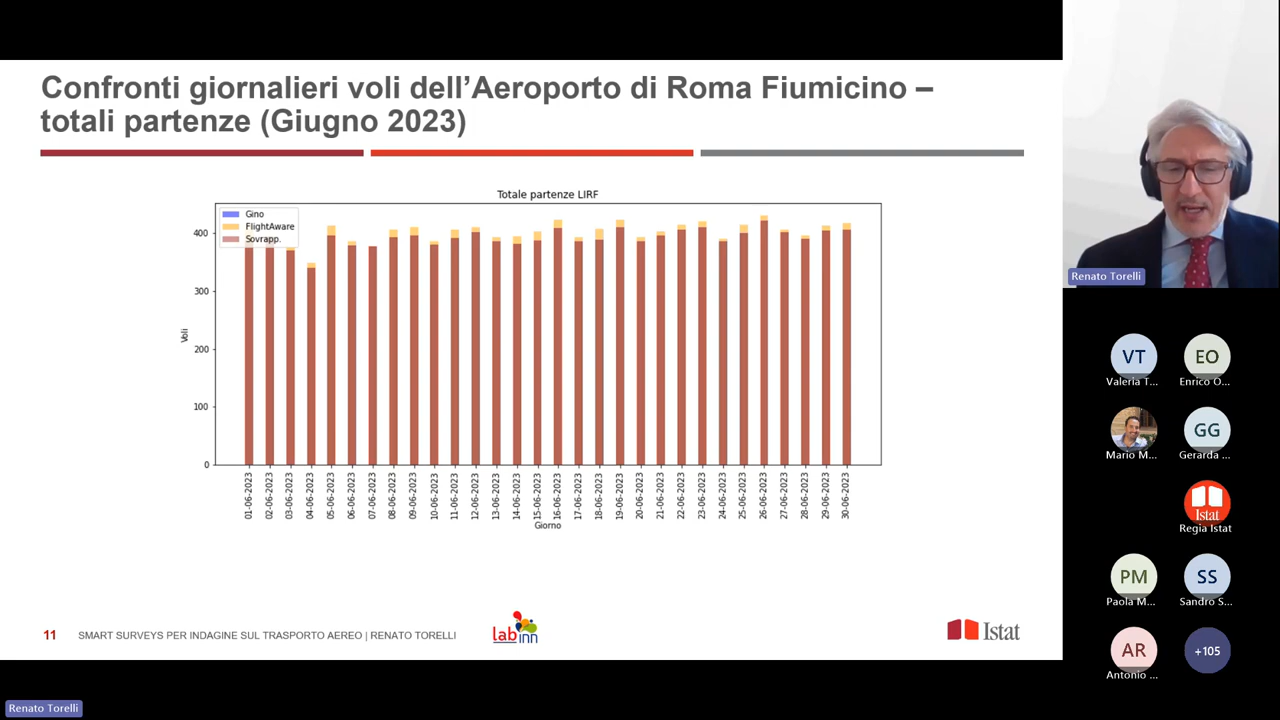 Confronti giornalieri voli dell’Aeroporto di Roma Fiumicino –
totali partenze (Giugno 2023)
Totale partenze LIRF
Gino
FlightAware
Sovrapp.
Voli
400
300
200
100
0
01-06-2023
02-06-2023
03-06-2023
04-06-2023
05-06-2023
06-06-2023
07-06-2023
08-06-2023
09-06-2023
10-06-2023
11-06-2023
12-06-2023
13-06-2023
14-06-2023
15-06-2023
16-06-2023
17-06-2023
18-06-2023
19-06-2023
20-06-2023
21-06-2023
22-06-2023
23-06-2023
24-06-2023
25-06-2023
26-06-2023
27-06-2023
28-06-2023
29-06-2023
30-06-2023
Giorno
11 SMART SURVEYS PER INDAGINE SUL TRASPORTO AEREO | RENATO TORELLI
lab inn
Istat
Renato Torelli
VT
Valeria T...
EO
Enrico O...
Mario M...
GG
Gerarda ...
Istat
Regia Istat
PM
Paola M...
SS
Sandro S...
AR
Antonio ...
+105
Renato Torelli